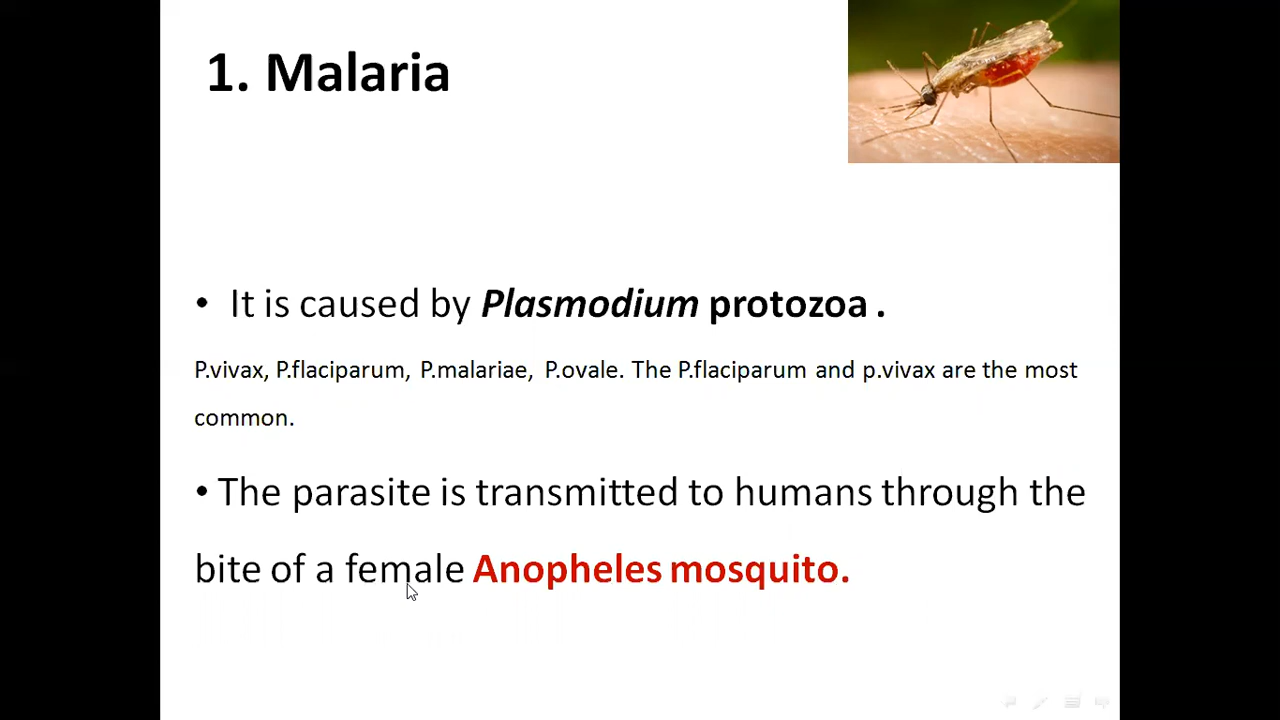 1. Malaria
• It is caused by Plasmodium protozoa .
P.vivax, P.flaciparum, P.malariae, P.ovale. The P.flaciparum and p.vivax are the most
common.
• The parasite is transmitted to humans through the
bite of a female Anopheles mosquito.